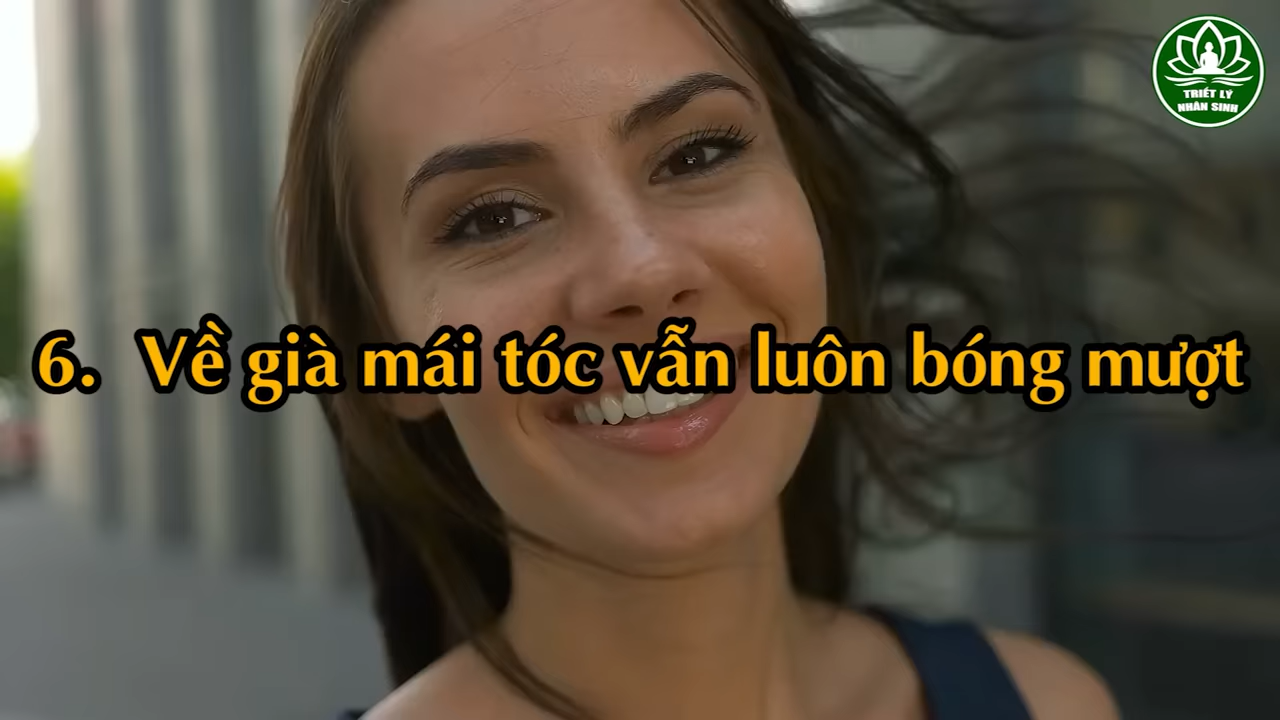 TRIẾT LÝ
NHÂN SINH
6. Về già mái tóc vẫn luôn bóng mượt